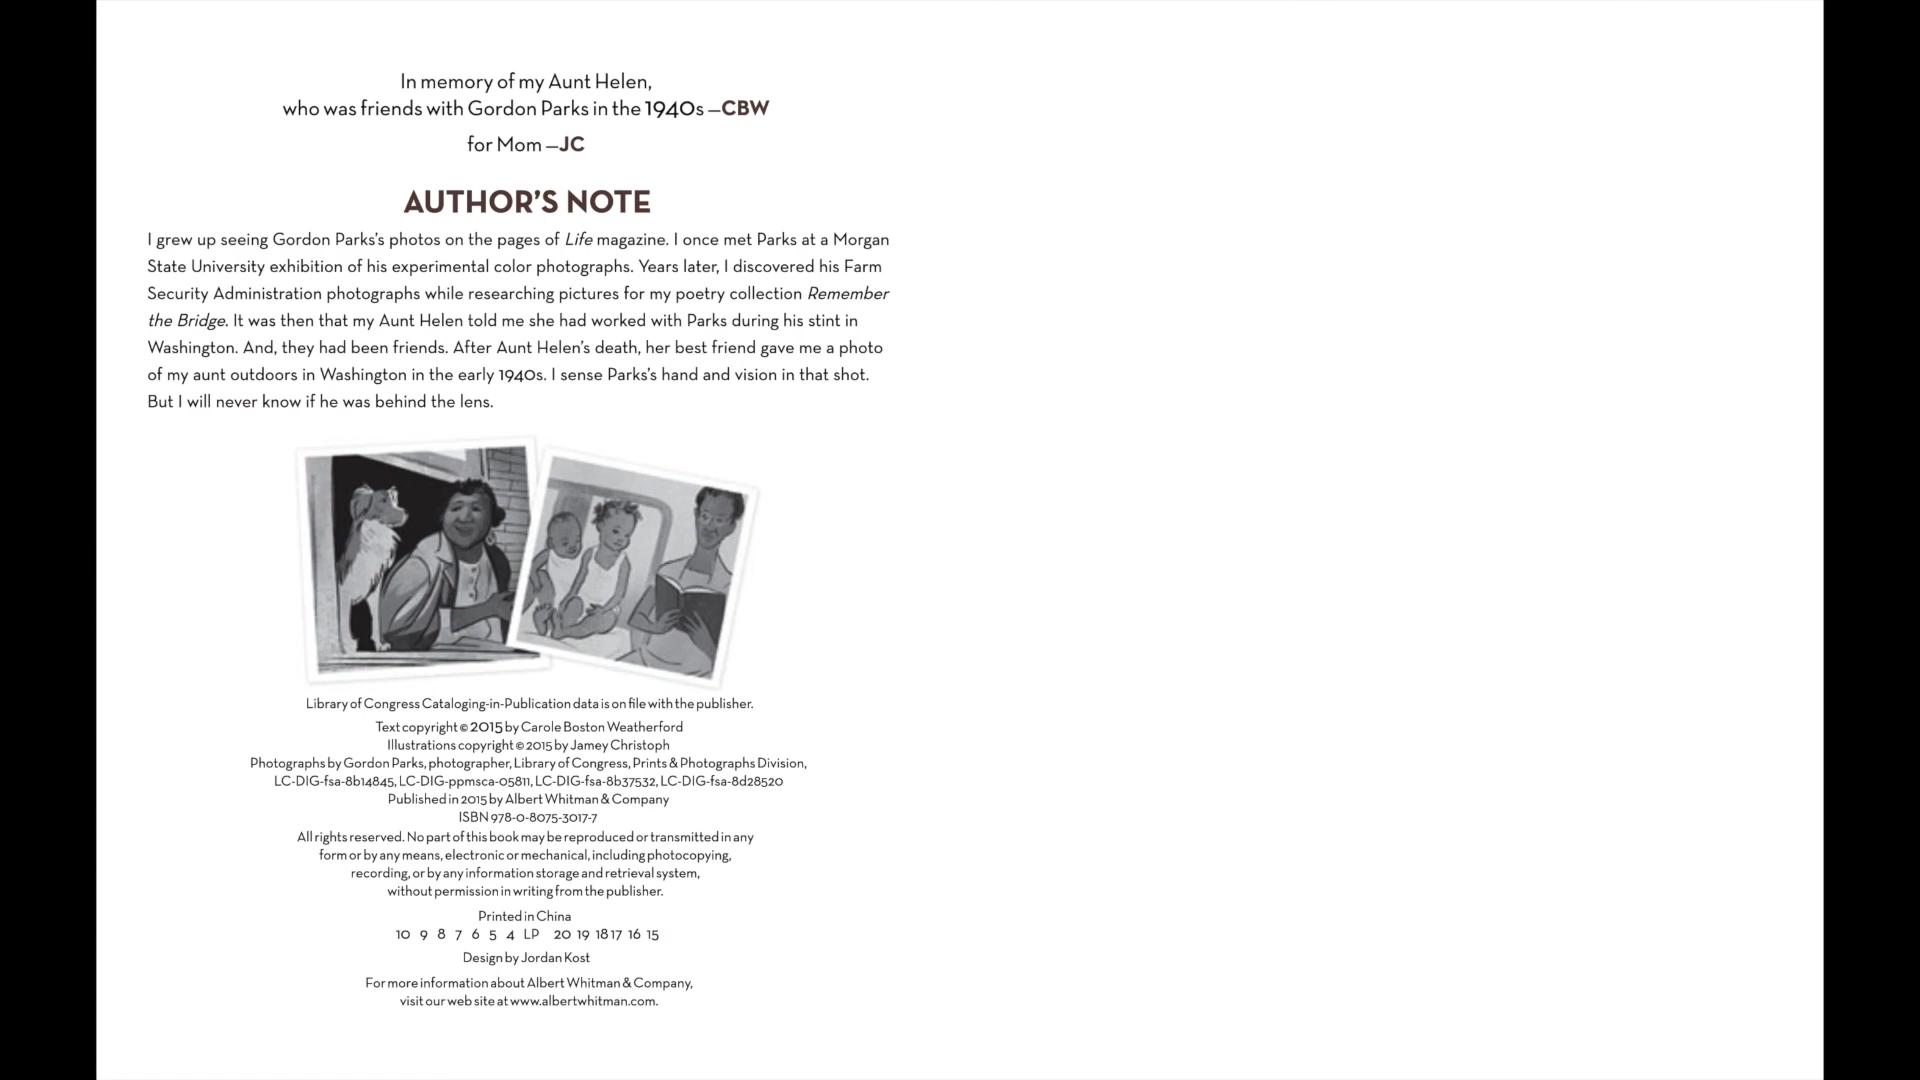 In memory of my Aunt Helen,
who was friends with Gordon Parks in the 1940s —CBW
for Mom —JC
AUTHOR'S NOTE
I grew up seeing Gordon Parks's photos on the pages of Life magazine. I once met Parks at a Morgan
State University exhibition of his experimental color photographs. Years later, I discovered his Farm
Security Administration photographs while researching pictures for my poetry collection Remember
the Bridge. It was then that my Aunt Helen told me she had worked with Parks during his stint in
Washington. And, they had been friends. After Aunt Helen's death, her best friend gave me a photo
of my aunt outdoors in Washington in the early 1940s. I sense Parks's hand and vision in that shot.
But I will never know if he was behind the lens.
Library of Congress Cataloging-in-Publication data is on file with the publisher.
Text copyright © 2015 by Carole Boston Weatherford
Illustrations copyright © 2015 by Jamey Christoph
Photographs by Gordon Parks, photographer, Library of Congress, Prints & Photographs Division,
LC-DIG-fsa-8b14845, LC-DIG-ppmsca-05811, LC-DIG-fsa-8b37532, LC-DIG-fsa-8d28520
Published in 2015 by Albert Whitman & Company
ISBN 978-0-8075-3017-7
All rights reserved. No part of this book may be reproduced or transmitted in any
form or by any means, electronic or mechanical, including photocopying,
recording, or by any information storage and retrieval system,
without permission in writing from the publisher.
Printed in China
10 9 8 7 6 5 4 LP 20 19 18 17 16 15
Design by Jordan Kost
For more information about Albert Whitman & Company,
visit our web site at www.albertwhitman.com.